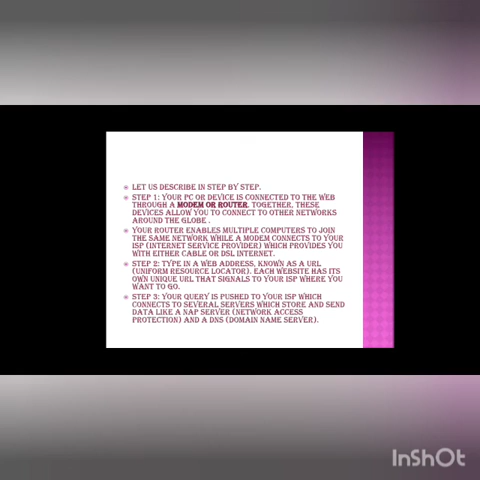 LET US DESCRIBE IN STEP BY STEP.
STEP 1: YOUR PC OR DEVICE IS CONNECTED TO THE WEB
THROUGH A MODEM OR ROUTER. TOGETHER, THESE
DEVICES ALLOW YOU TO CONNECT TO OTHER NETWORKS
AROUND THE GLOBE .
YOUR ROUTER ENABLES MULTIPLE COMPUTERS TO JOIN
THE SAME NETWORK WHILE A MODEM CONNECTS TO YOUR
ISP (INTERNET SERVICE PROVIDER) WHICH PROVIDES YOU
WITH EITHER CABLE OR DSL INTERNET.
STEP 2: TYPE IN A WEB ADDRESS, KNOWN AS A URL
(UNIFORM RESOURCE LOCATOR). EACH WEBSITE HAS ITS
OWN UNIQUE URL THAT SIGNALS TO YOUR ISP WHERE YOU
WANT TO GO.
STEP 3: YOUR QUERY IS PUSHED TO YOUR ISP WHICH
CONNECTS TO SEVERAL SERVERS WHICH STORE AND SEND
DATA LIKE A NAP SERVER (NETWORK ACCESS
PROTECTION) AND A DNS (DOMAIN NAME SERVER).
InShOt